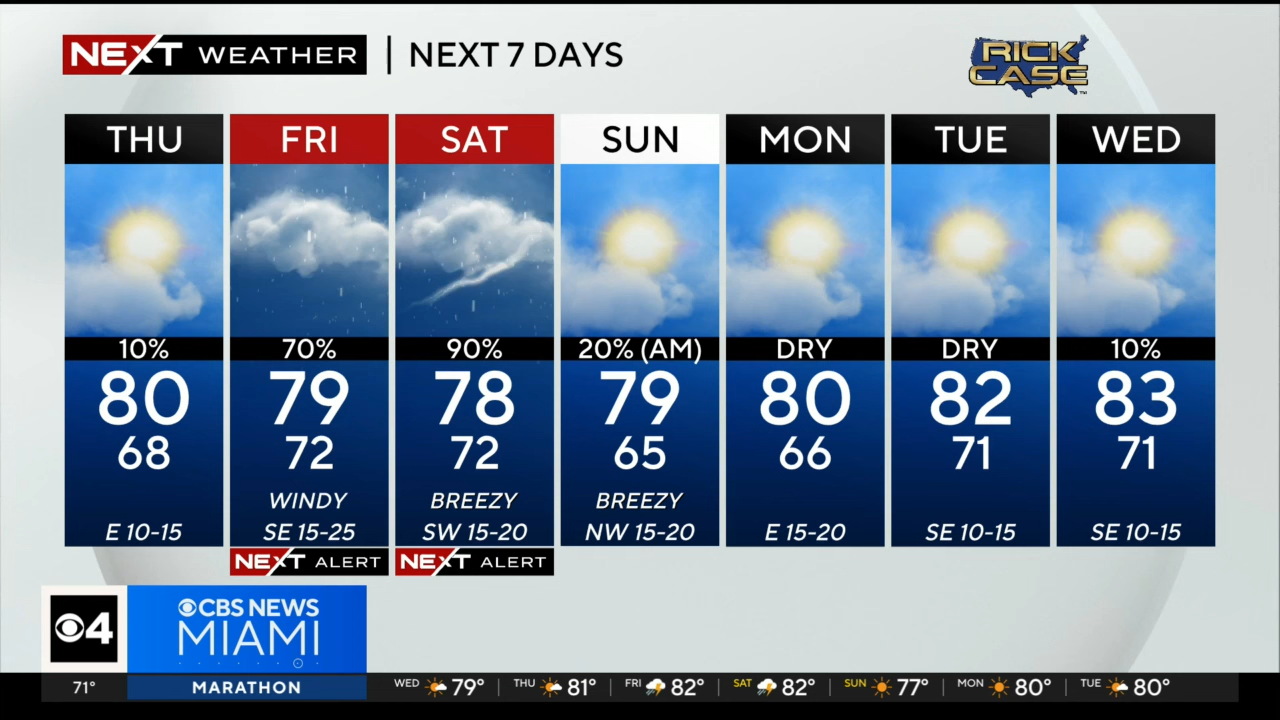 NEXT WEATHER | NEXT 7 DAYS
RICK
CASE
™
THU FRI SAT SUN MON TUE WED
10% 70% 90% 20% (AM) DRY DRY 10%
80 79 78 79 80 82 83
68 72 72 65 66 71 71
WINDY BREEZY BREEZY
E 10-15 SE 15-25 SW 15-20 NW 15-20 E 15-20 SE 10-15 SE 10-15
NEXT ALERT NEXT ALERT
4 CBS NEWS
MIAMI
71° MARATHON WED 79° THU 81° FRI 82° SAT 82° SUN 77° MON 80° TUE 80°